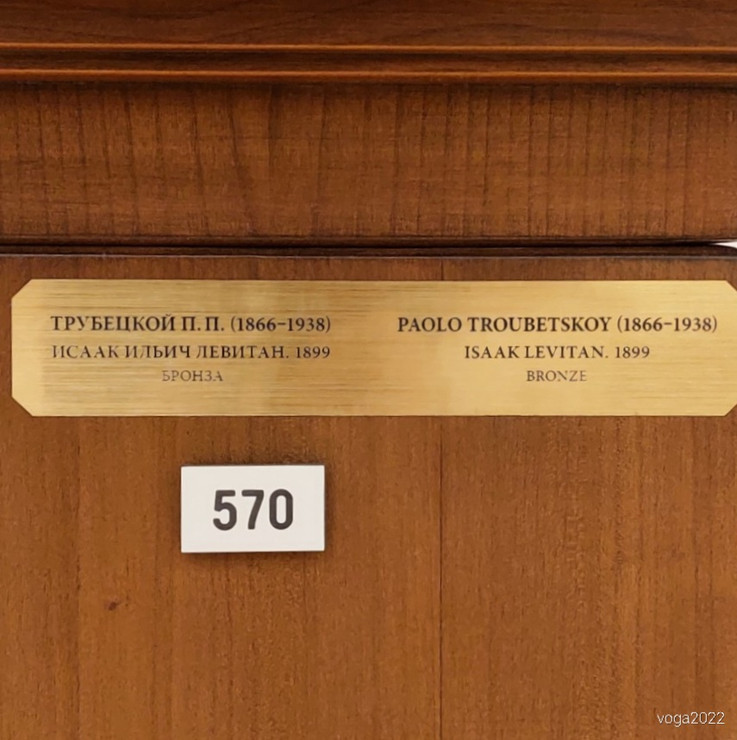 ТРУБЕЦКОЙ П. П. (1866–1938)
ИСААК ИЛЬИЧ ЛЕВИТАН. 1899
БРОНЗА
PAOLO TROUBETSKOY (1866–1938)
ISAAK LEVITAN. 1899
BRONZE
570
voga2022